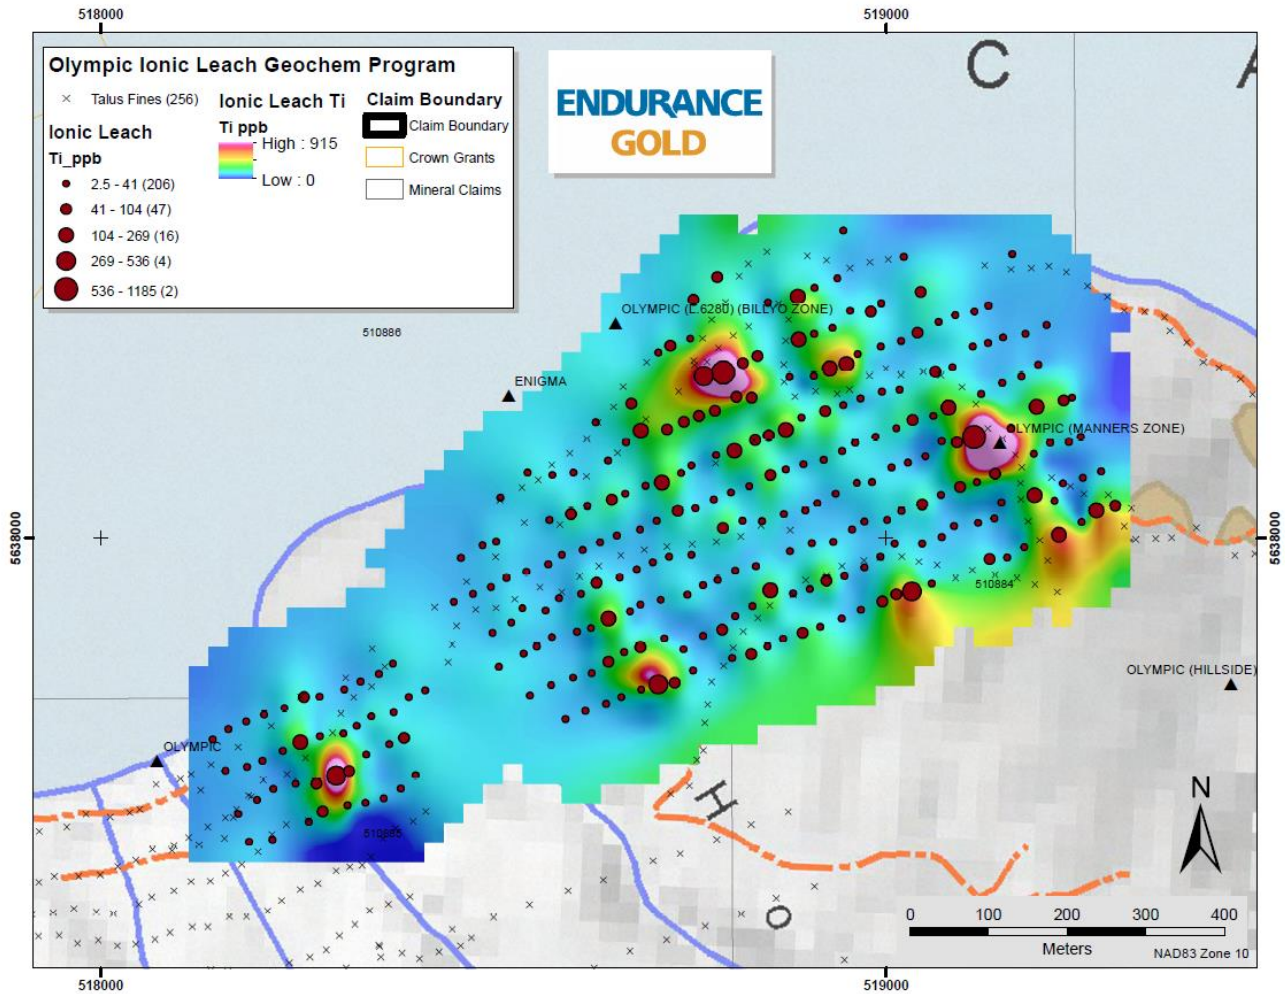 518000
519000
Olympic Ionic Leach Geochem Program
Talus Fines (256)
Ionic Leach
Ti_ppb
2.5 - 41 (206)
41 - 104 (47)
104 - 269 (16)
269 - 536 (4)
536 - 1185 (2)
Ionic Leach Ti
Ti ppb
High : 915
Low : 0
Claim Boundary
Claim Boundary
Crown Grants
Mineral Claims
ENDURANCE
GOLD
C
A
510886
OLYMPIC (L.6280) (BILLYO ZONE)
ENIGMA
OLYMPIC (MANNERS ZONE)
5638000
5638000
510884
OLYMPIC (HILLSIDE)
OLYMPIC
510885
H
O
N
0 100 200 300 400
Meters
NAD83 Zone 10
518000
519000